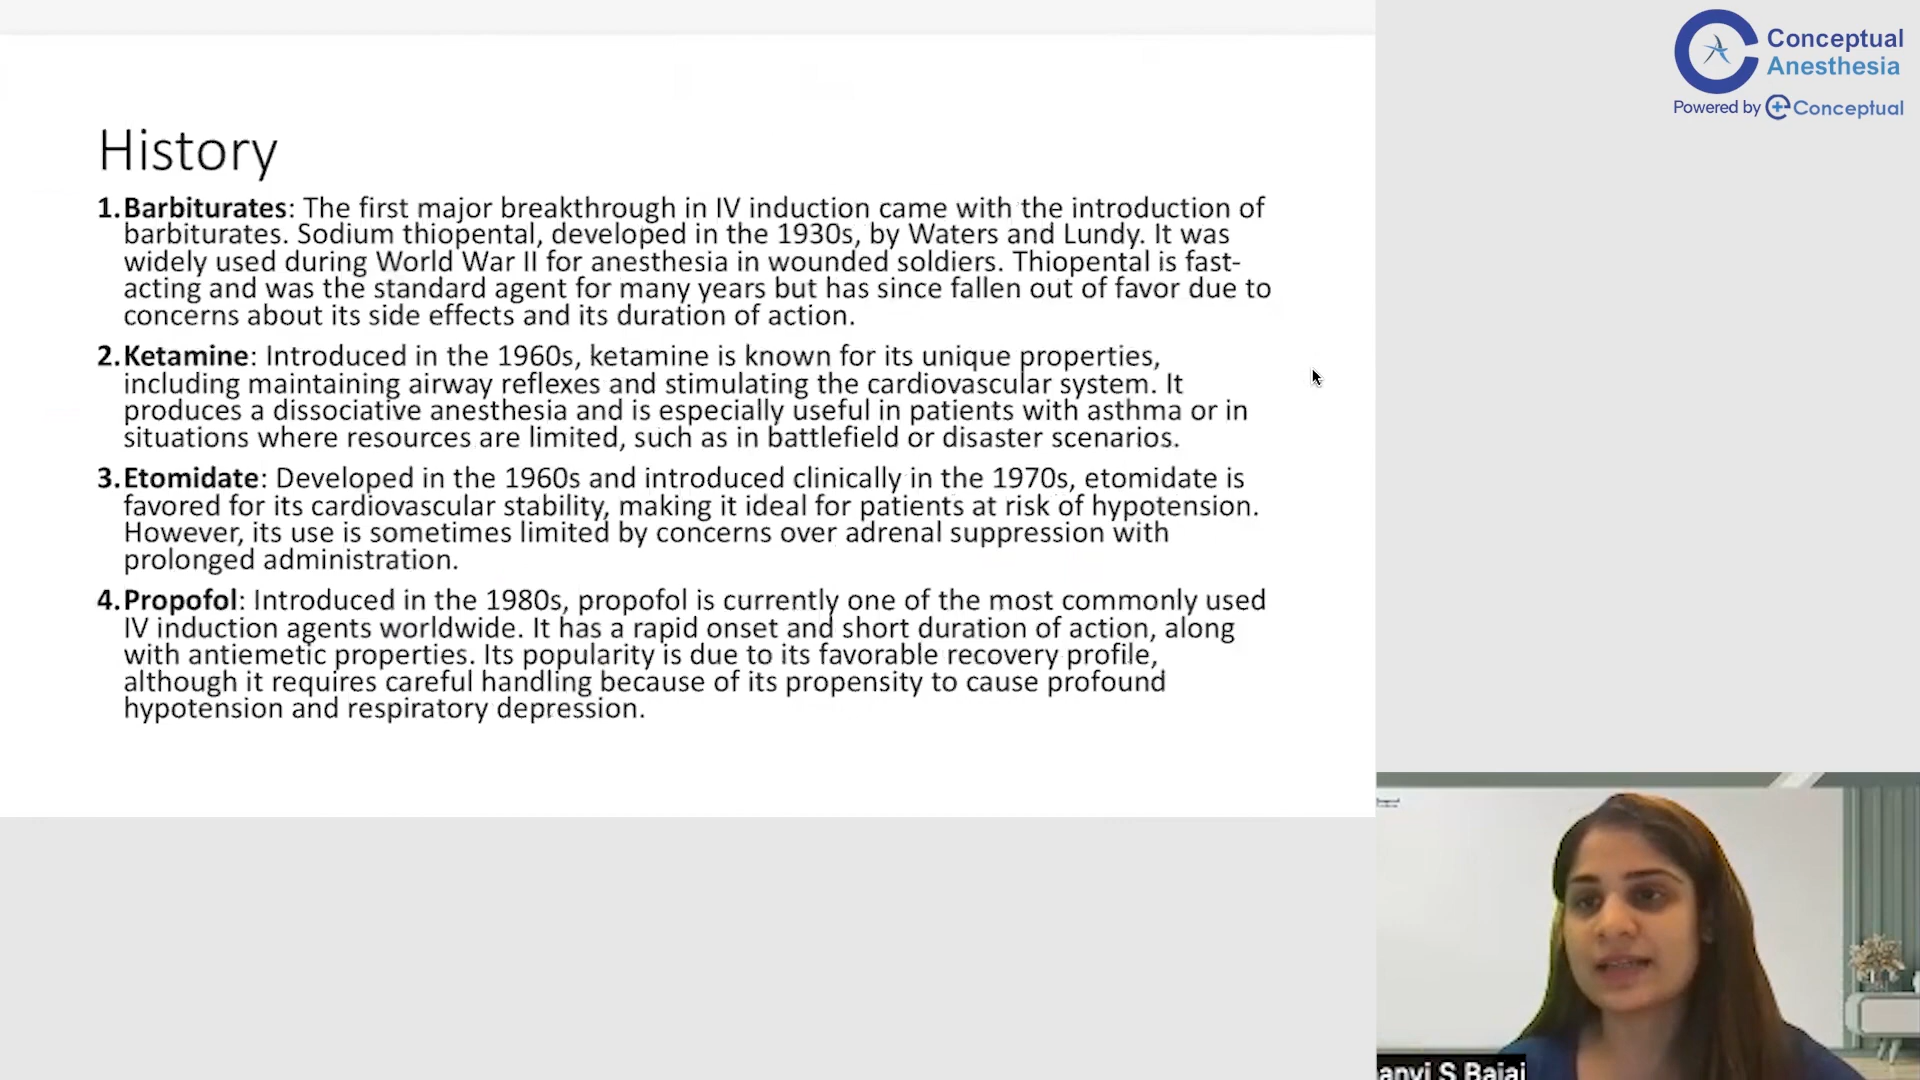 Conceptual
Anesthesia
Powered by Conceptual
History
1. Barbiturates: The first major breakthrough in IV induction came with the introduction of
barbiturates. Sodium thiopental, developed in the 1930s, by Waters and Lundy. It was
widely used during World War II for anesthesia in wounded soldiers. Thiopental is fast-
acting and was the standard agent for many years but has since fallen out of favor due to
concerns about its side effects and its duration of action.
2. Ketamine: Introduced in the 1960s, ketamine is known for its unique properties,
including maintaining airway reflexes and stimulating the cardiovascular system. It
produces a dissociative anesthesia and is especially useful in patients with asthma or in
situations where resources are limited, such as in battlefield or disaster scenarios.
3. Etomidate: Developed in the 1960s and introduced clinically in the 1970s, etomidate is
favored for its cardiovascular stability, making it ideal for patients at risk of hypotension.
However, its use is sometimes limited by concerns over adrenal suppression with
prolonged administration.
4. Propofol: Introduced in the 1980s, propofol is currently one of the most commonly used
IV induction agents worldwide. It has a rapid onset and short duration of action, along
with antiemetic properties. Its popularity is due to its favorable recovery profile,
although it requires careful handling because of its propensity to cause profound
hypotension and respiratory depression.
anvi S Bajaj